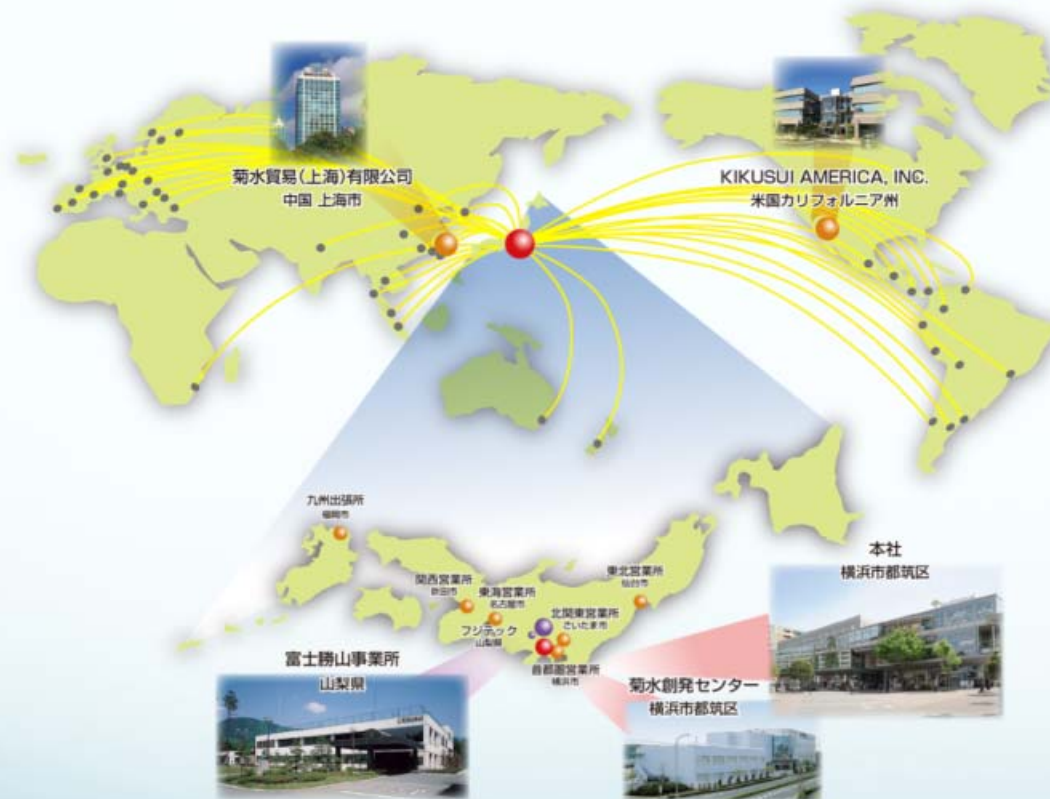 菊水貿易(上海)有限公司
中国 上海市
KIKUSUI AMERICA, INC.
米国カリフォルニア州
九州出張所
福岡市
関西営業所
吹田市
東海営業所
名古屋市
フジテック
山梨県
東北営業所
仙台市
北関東営業所
さいたま市
首都圏営業所
横浜市
本社
横浜市都筑区
富士勝山事業所
山梨県
菊水創発センター
横浜市都筑区